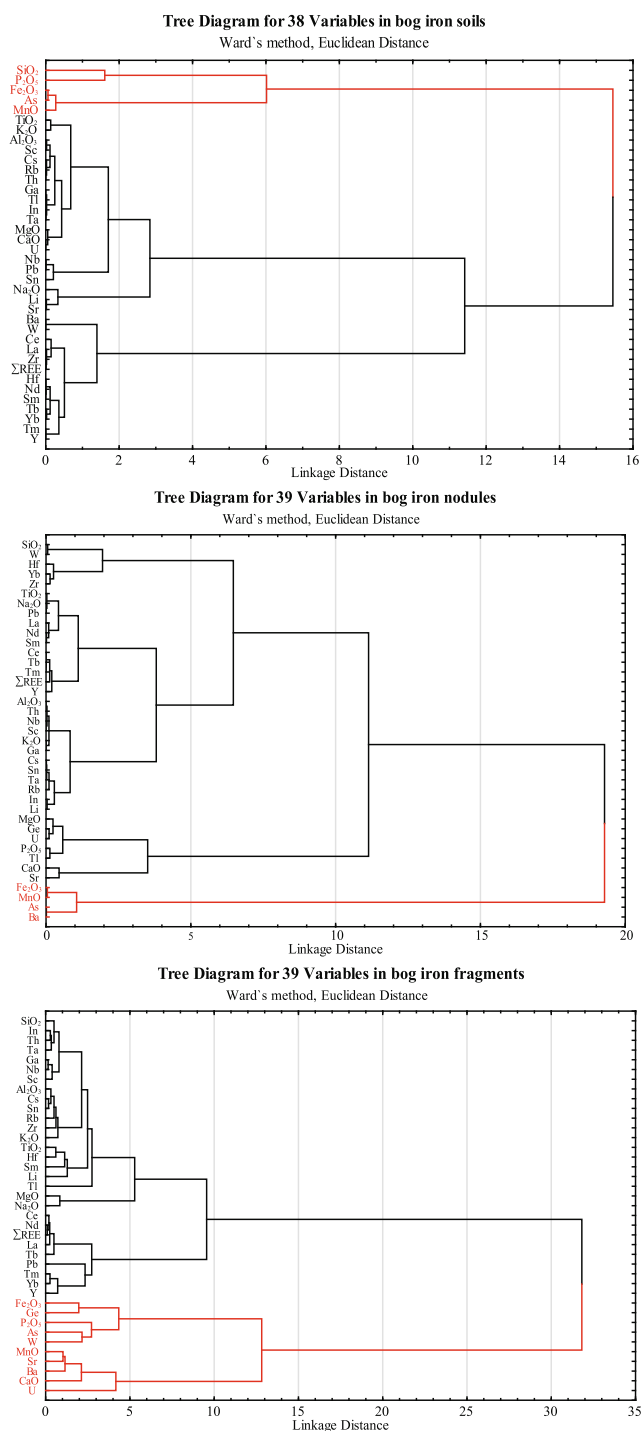 Tree Diagram for 38 Variables in bog iron soils
Ward`s method, Euclidean Distance
SiO₂
P₂O₅
Fe₂O₃
As
MnO
TiO₂
K₂O
Al₂O₃
Sc
Cs
Rb
Th
Ga
Tl
In
Ta
MgO
CaO
U
Nb
Pb
Sn
Na₂O
Li
Sr
Ba
W
Ce
La
Zr
∑REE
Hf
Nd
Sm
Tb
Yb
Tm
Y
0 2 4 6 8 10 12 14 16
Linkage Distance
Tree Diagram for 39 Variables in bog iron nodules
Ward`s method, Euclidean Distance
SiO₂
W
Hf
Yb
Zr
TiO₂
Na₂O
Pb
La
Nd
Sm
Ce
Tb
Tm
∑REE
Y
Al₂O₃
Th
Nb
Sc
K₂O
Ga
Cs
Sn
Ta
Rb
In
Li
MgO
Ge
U
P₂O₅
Tl
CaO
Sr
Fe₂O₃
MnO
As
Ba
0 5 10 15 20
Linkage Distance
Tree Diagram for 39 Variables in bog iron fragments
Ward`s method, Euclidean Distance
SiO₂
In
Th
Ta
Ga
Nb
Sc
Al₂O₃
Cs
Sn
Rb
Zr
K₂O
TiO₂
Hf
Sm
Li
Tl
MgO
Na₂O
Ce
Nd
∑REE
La
Tb
Pb
Tm
Yb
Y
Fe₂O₃
Ge
P₂O₅
As
W
MnO
Sr
Ba
CaO
U
0 5 10 15 20 25 30 35
Linkage Distance